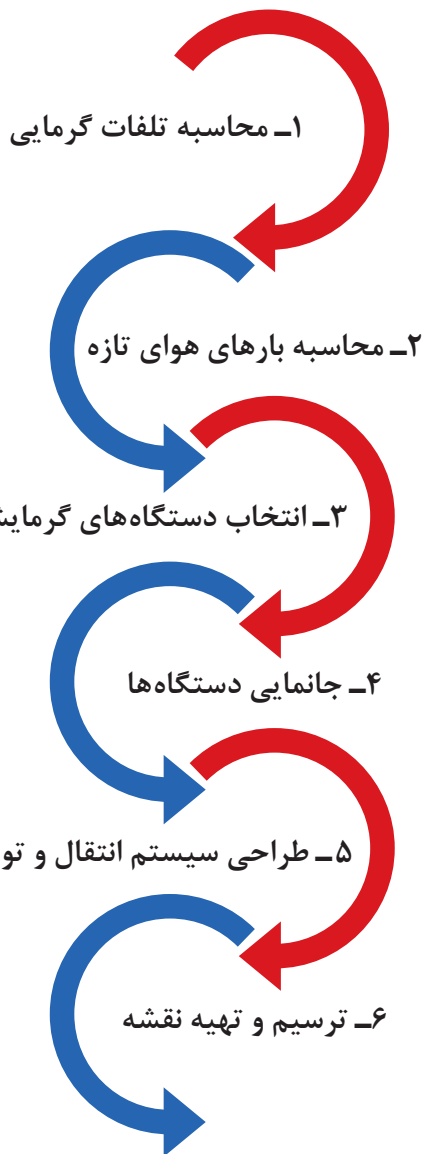 ۱ـ محاسبه تلفات گرمایی
۲ـ محاسبه بارهای هوای تازه
۳ـ انتخاب دستگاه‌های
۴ـ جانمایی دستگاه‌ها
۵ـ طراحی سیستم انتقال و
۶ـ ترسیم و تهیه نقشه